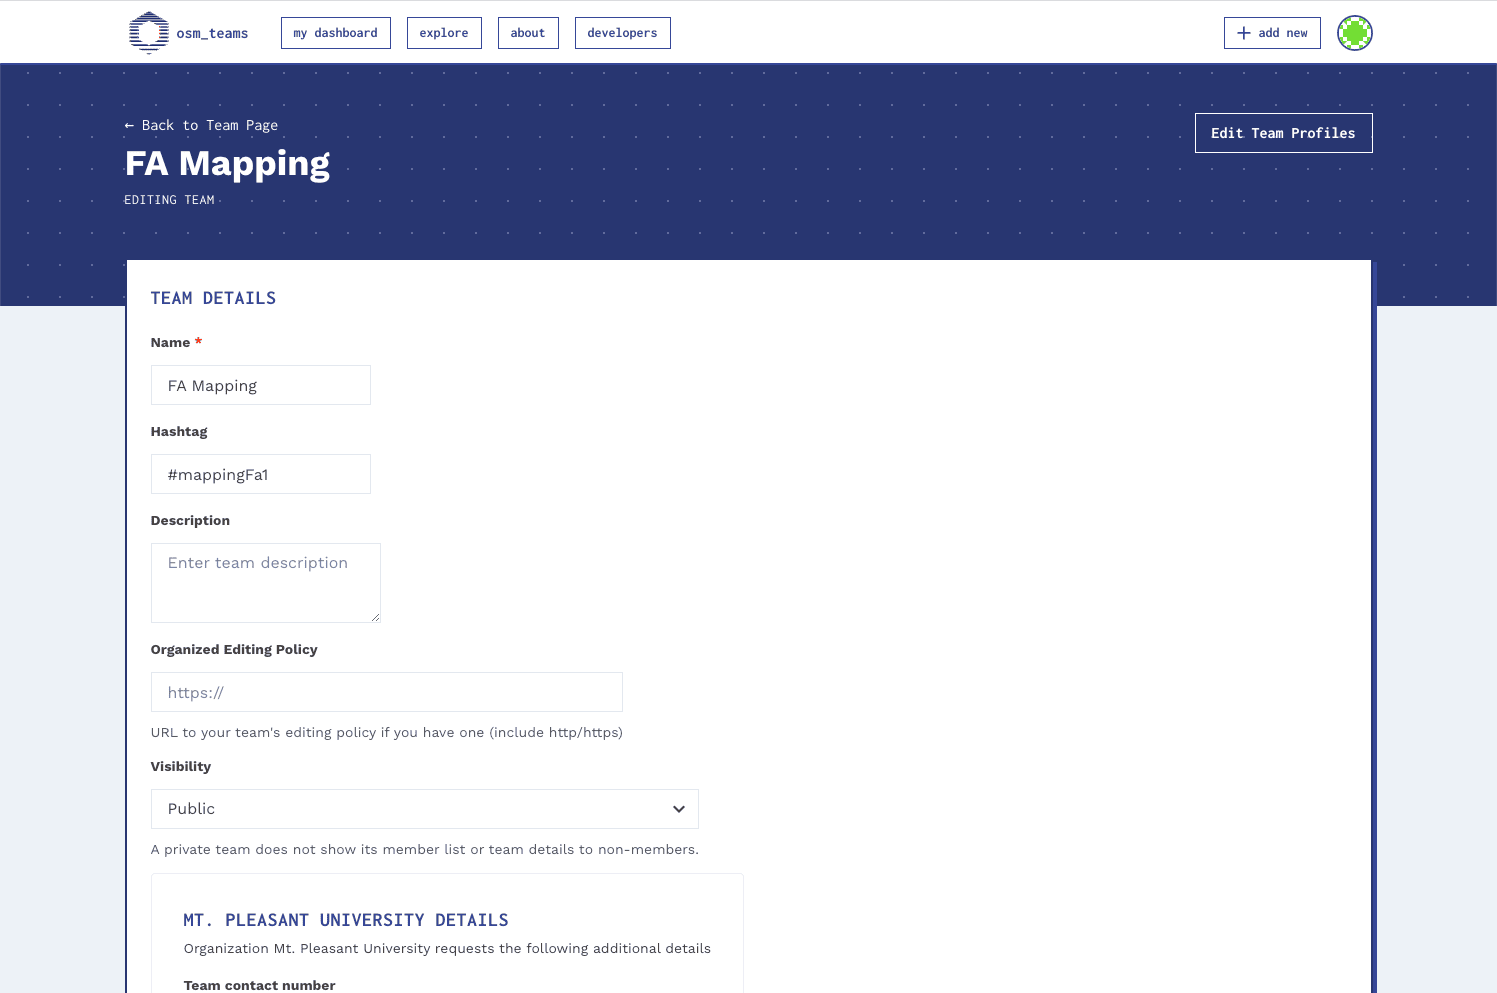 osm_teams
my dashboard
explore
about
developers
add new
← Back to Team Page
FA Mapping
EDITING TEAM
Edit Team Profiles
TEAM DETAILS
Name *
FA Mapping
Hashtag
#mappingFa1
Description
Enter team description
Organized Editing Policy
https://
URL to your team's editing policy if you have one (include http/https)
Visibility
Public
A private team does not show its member list or team details to non-members.
MT. PLEASANT UNIVERSITY DETAILS
Organization Mt. Pleasant University requests the following additional details
Team contact number